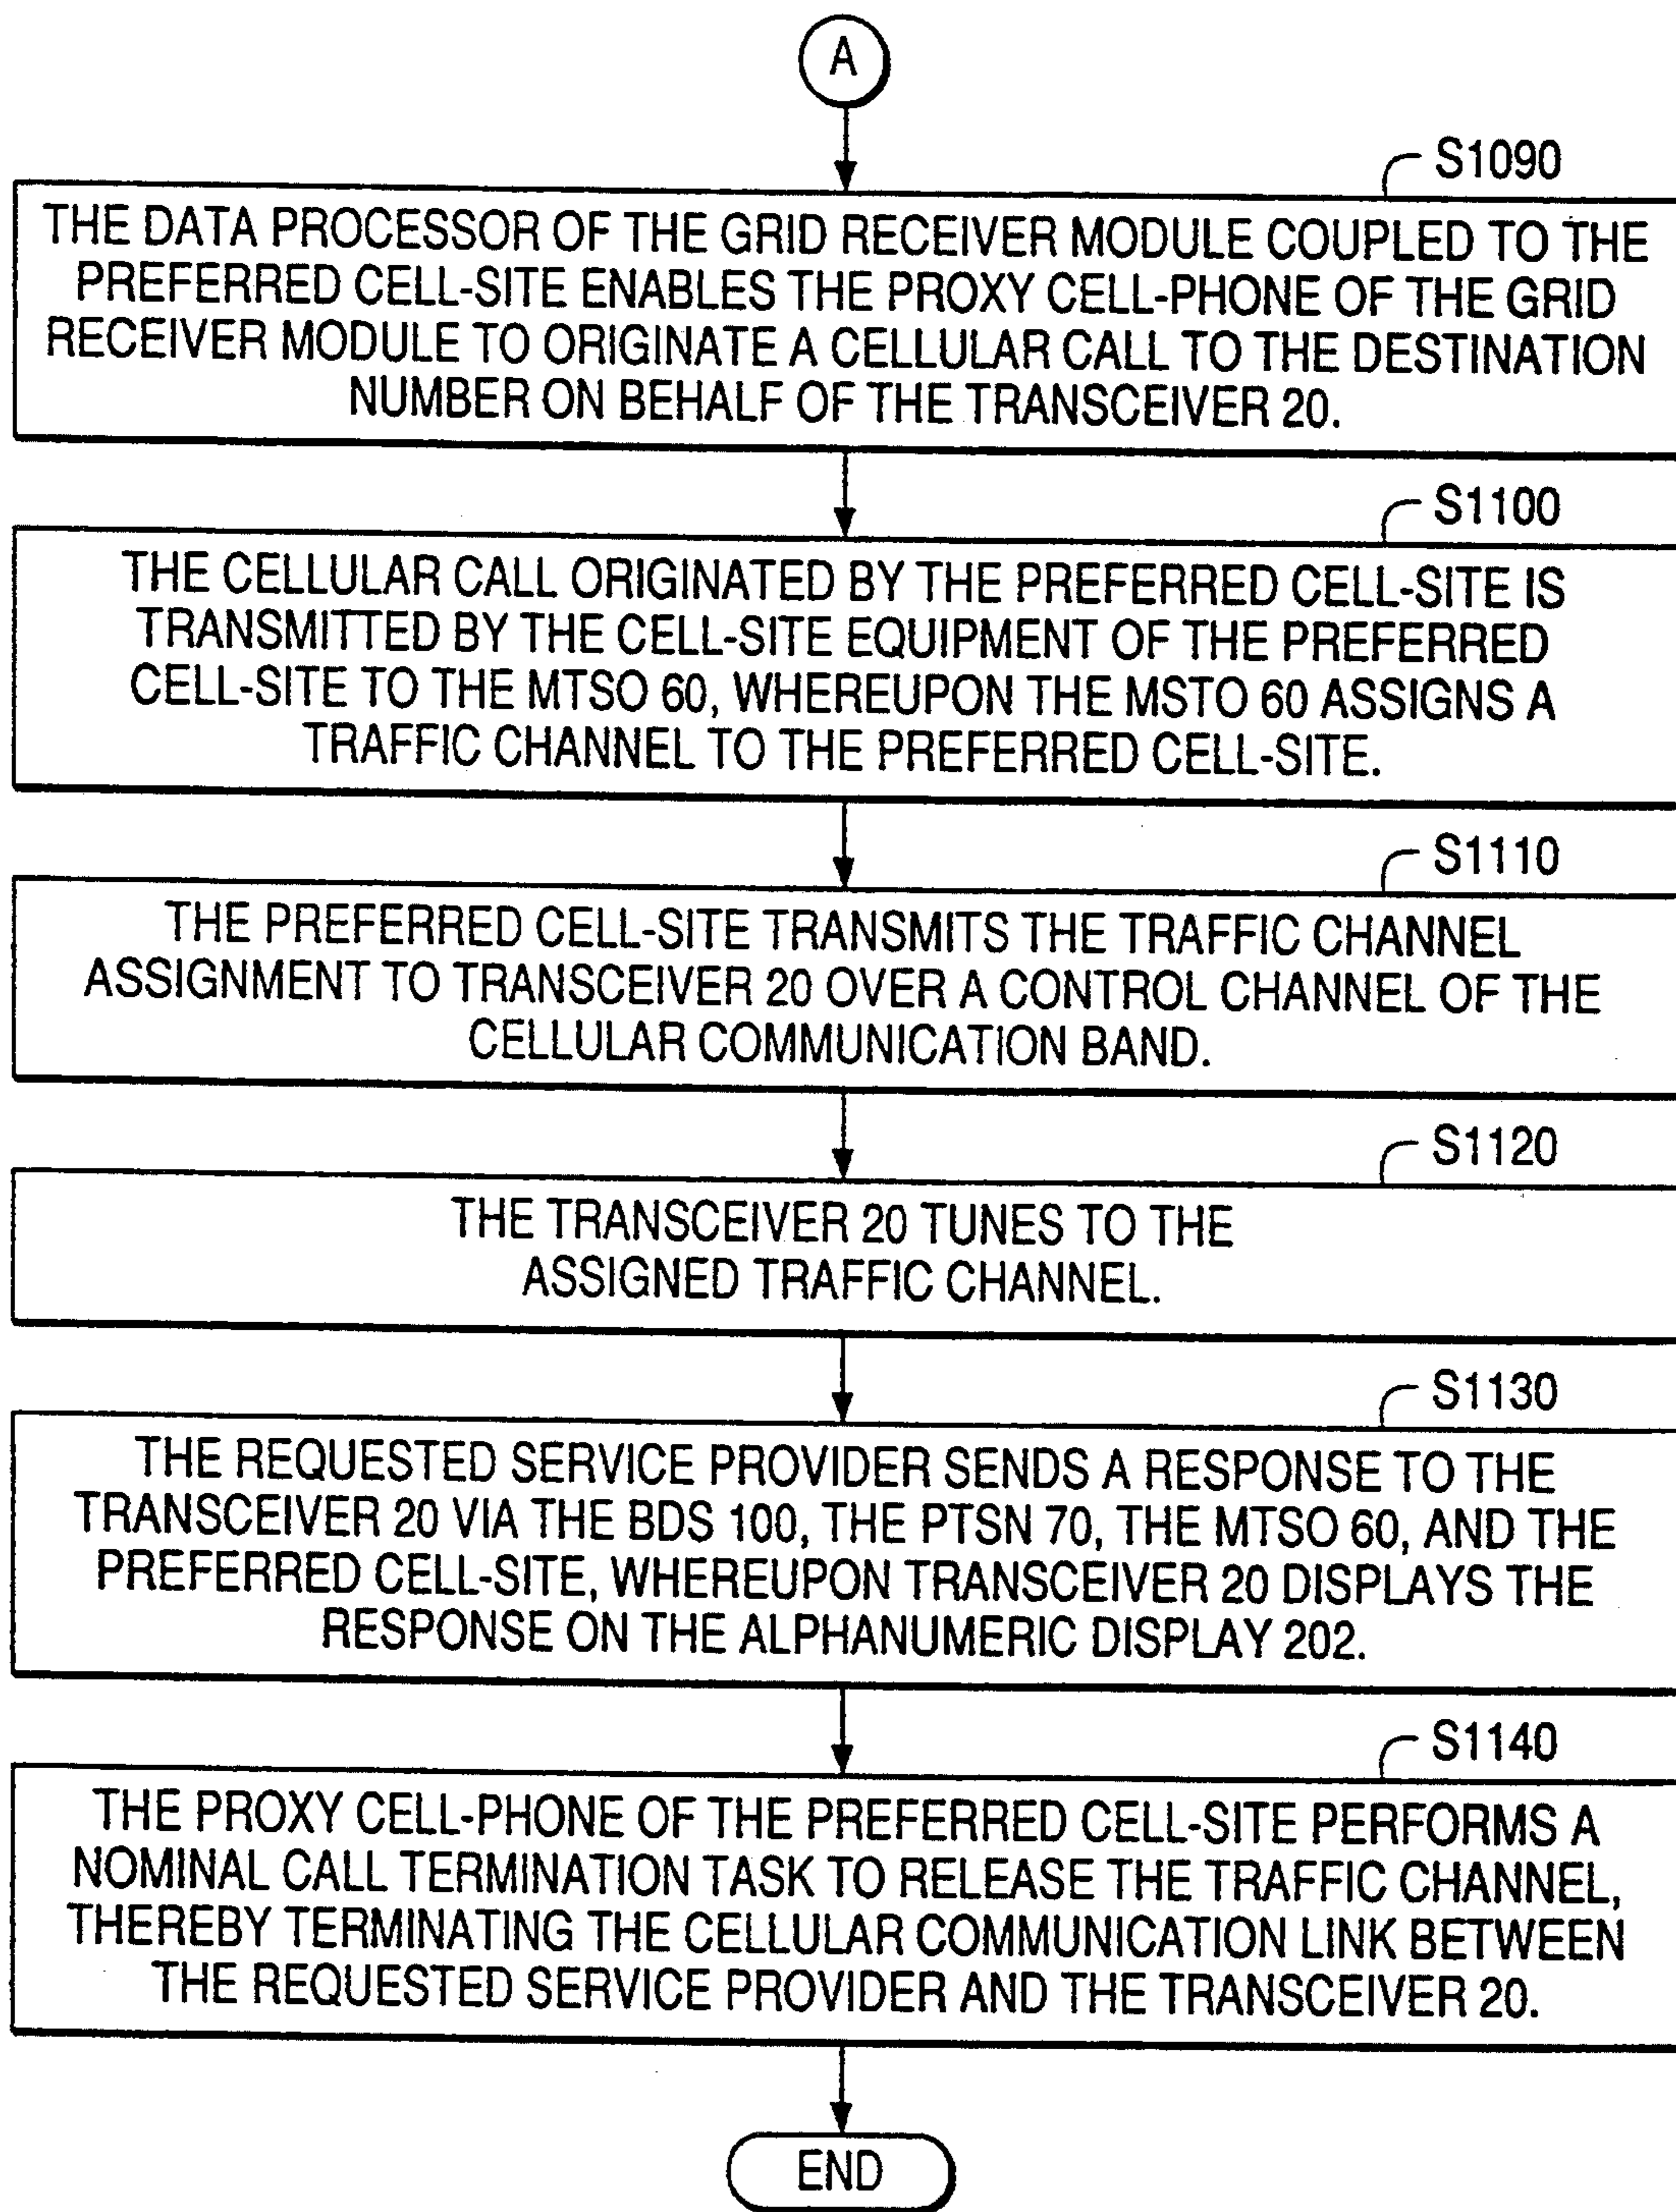 A
S1090
THE DATA PROCESSOR OF THE GRID RECEIVER MODULE COUPLED TO THE
PREFERRED CELL-SITE ENABLES THE PROXY CELL-PHONE OF THE GRID
RECEIVER MODULE TO ORIGINATE A CELLULAR CALL TO THE DESTINATION
NUMBER ON BEHALF OF THE TRANSCEIVER 20.
S1100
THE CELLULAR CALL ORIGINATED BY THE PREFERRED CELL-SITE IS
TRANSMITTED BY THE CELL-SITE EQUIPMENT OF THE PREFERRED
CELL-SITE TO THE MTSO 60, WHEREUPON THE MSTO 60 ASSIGNS A
TRAFFIC CHANNEL TO THE PREFERRED CELL-SITE.
S1110
THE PREFERRED CELL-SITE TRANSMITS THE TRAFFIC CHANNEL
ASSIGNMENT TO TRANSCEIVER 20 OVER A CONTROL CHANNEL OF THE
CELLULAR COMMUNICATION BAND.
S1120
THE TRANSCEIVER 20 TUNES TO THE
ASSIGNED TRAFFIC CHANNEL.
S1130
THE REQUESTED SERVICE PROVIDER SENDS A RESPONSE TO THE
TRANSCEIVER 20 VIA THE BDS 100, THE PTSN 70, THE MTSO 60, AND THE
PREFERRED CELL-SITE, WHEREUPON TRANSCEIVER 20 DISPLAYS THE
RESPONSE ON THE ALPHANUMERIC DISPLAY 202.
S1140
THE PROXY CELL-PHONE OF THE PREFERRED CELL-SITE PERFORMS A
NOMINAL CALL TERMINATION TASK TO RELEASE THE TRAFFIC CHANNEL,
THEREBY TERMINATING THE CELLULAR COMMUNICATION LINK BETWEEN
THE REQUESTED SERVICE PROVIDER AND THE TRANSCEIVER 20.
END